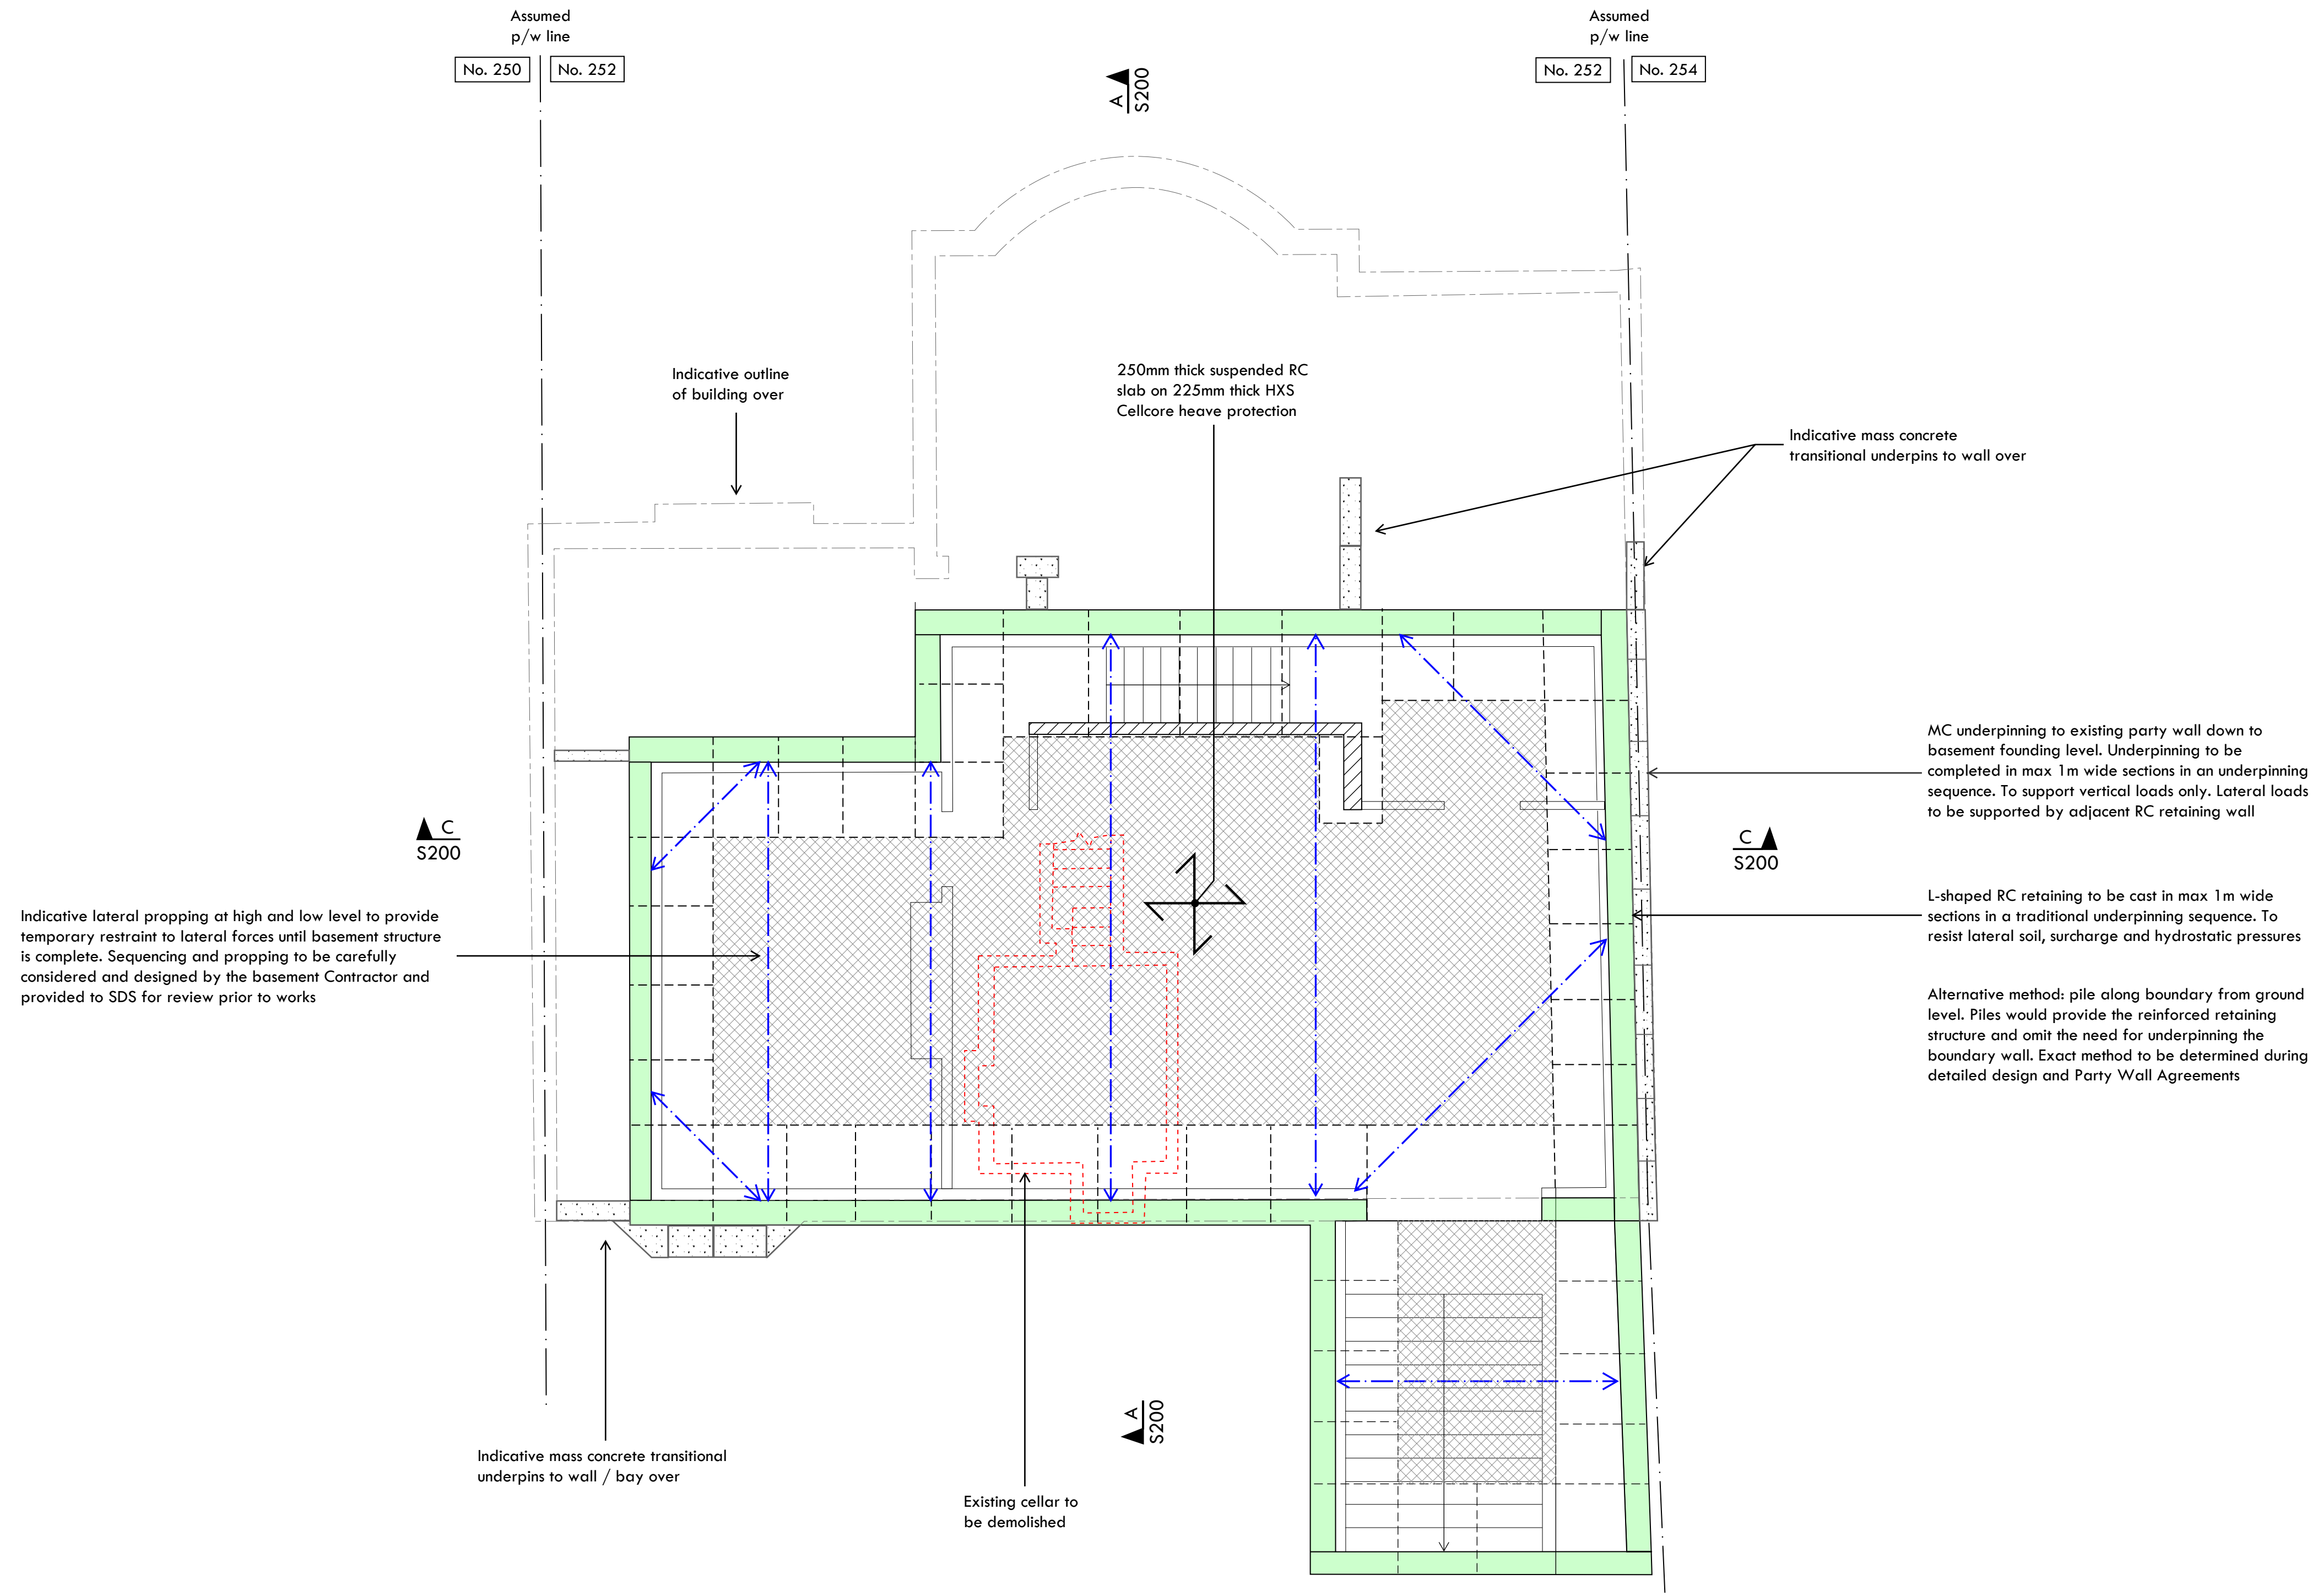 Assumed
p/w line
No. 250
No. 252
Assumed
p/w line
No. 252
No. 254
A
S200
Indicative outline
of building over
250mm thick suspended RC
slab on 225mm thick HXS
Cellcore heave protection
Indicative mass concrete
transitional underpins to wall over
MC underpinning to existing party wall down to
basement founding level. Underpinning to be
completed in max 1m wide sections in an underpinning
sequence. To support vertical loads only. Lateral loads
to be supported by adjacent RC retaining wall
C
S200
C
S200
L-shaped RC retaining to be cast in max 1m wide
sections in a traditional underpinning sequence. To
resist lateral soil, surcharge and hydrostatic pressures
Indicative lateral propping at high and low level to provide
temporary restraint to lateral forces until basement structure
is complete. Sequencing and propping to be carefully
considered and designed by the basement Contractor and
provided to SDS for review prior to works
Alternative method: pile along boundary from ground
level. Piles would provide the reinforced retaining
structure and omit the need for underpinning the
boundary wall. Exact method to be determined during
detailed design and Party Wall Agreements
A
S200
Indicative mass concrete transitional
underpins to wall / bay over
Existing cellar to
be demolished